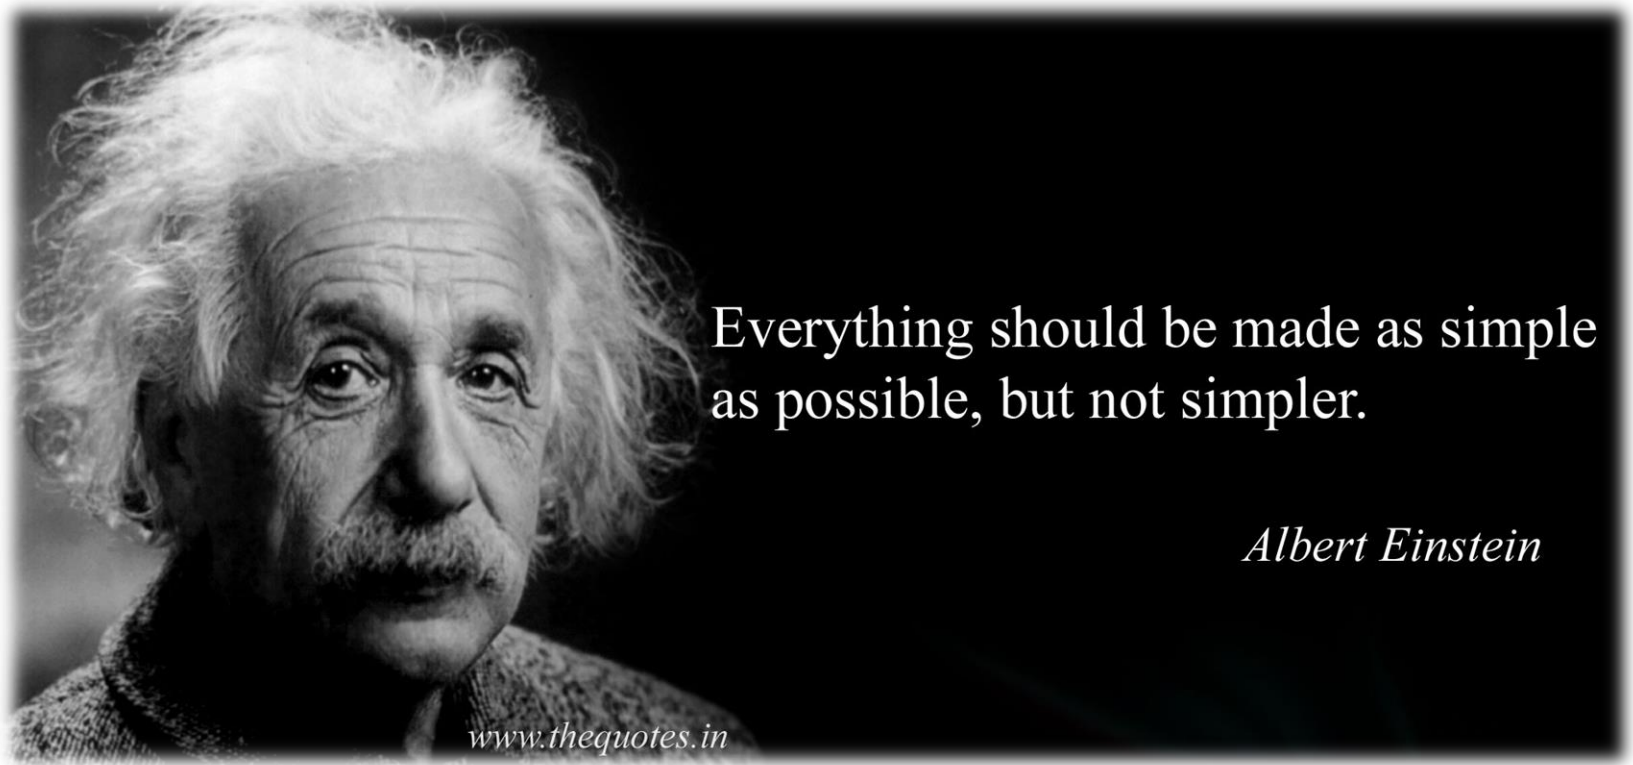 Everything should be made as simple
as possible, but not simpler.
Albert Einstein
www.thequotes.in